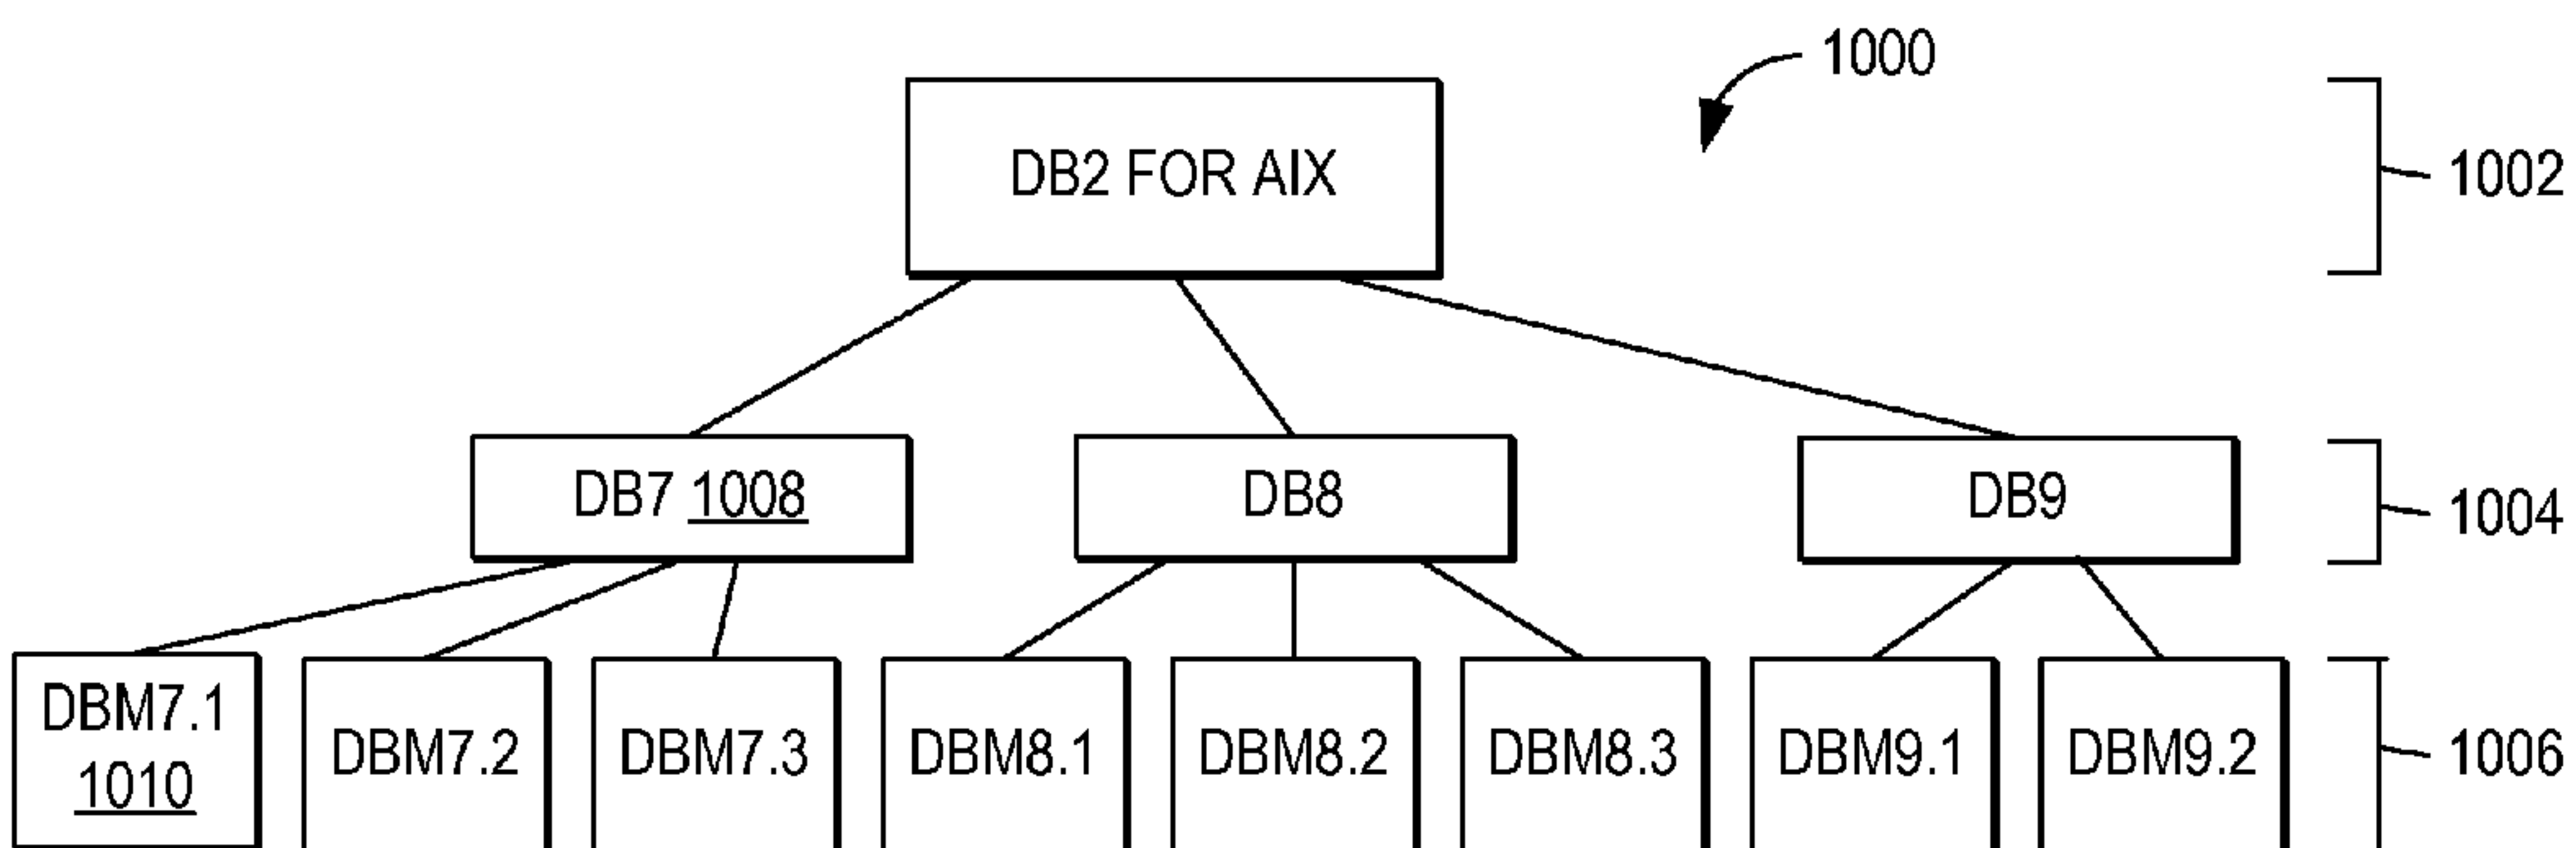 1000
DB2 FOR AIX
1002
DB7 1008
DB8
DB9
1004
DBM7.1
1010
DBM7.2
DBM7.3
DBM8.1
DBM8.2
DBM8.3
DBM9.1
DBM9.2
1006